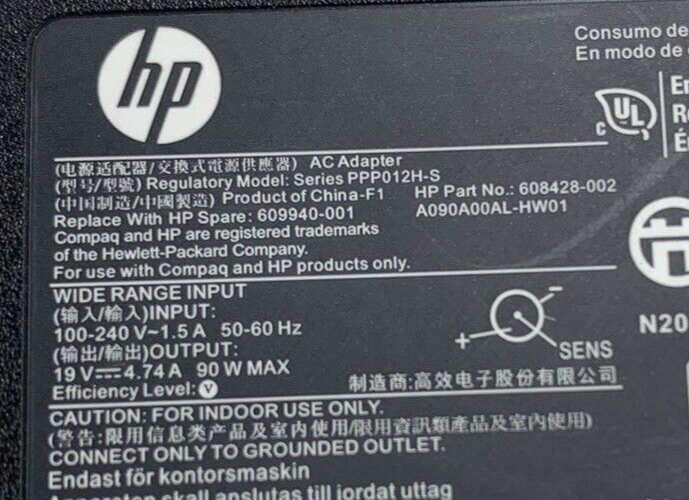 hp
Consumo de
En modo de
c UL
En
R
É
(电源适配器/交換式電源供應器) AC Adapter
(型号/型號) Regulatory Model: Series PPP012H-S
(中国制造/中國製造) Product of China-F1 HP Part No.: 608428-002
Replace With HP Spare: 609940-001 A090A00AL-HW01
Compaq and HP are registered trademarks
of the Hewlett-Packard Company.
For use with Compaq and HP products only.
WIDE RANGE INPUT
(输入/輸入)INPUT:
100-240 V~1.5 A 50-60 Hz
(输出/輸出)OUTPUT:
19 V⎓4.74 A 90 W MAX
Efficiency Level: V
+ -
SENS
N20
制造商:高效电子股份有限公司
CAUTION: FOR INDOOR USE ONLY.
(警告:限用信息类产品及室内使用/限用資訊類產品及室內使用)
CONNECT ONLY TO GROUNDED OUTLET.
Endast för kontorsmaskin
Apparaten skall anslutas till jordat uttag